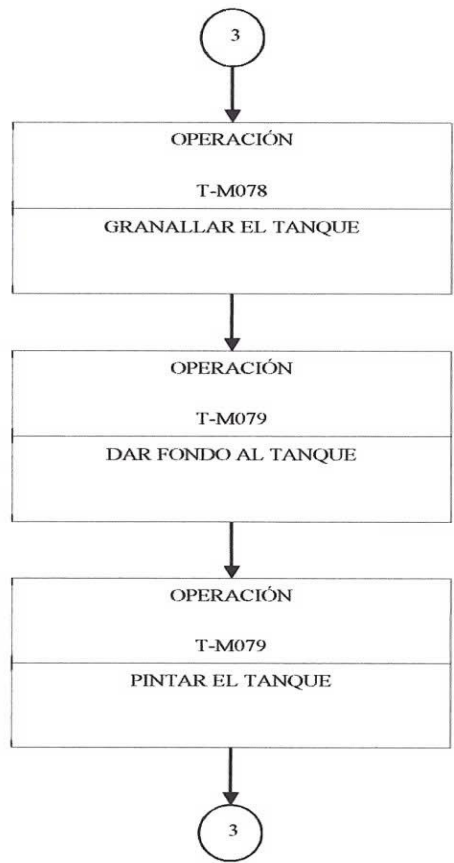 3
OPERACIÓN
T-M078
GRANALLAR EL TANQUE
OPERACIÓN
T-M079
DAR FONDO AL TANQUE
OPERACIÓN
T-M079
PINTAR EL TANQUE
3